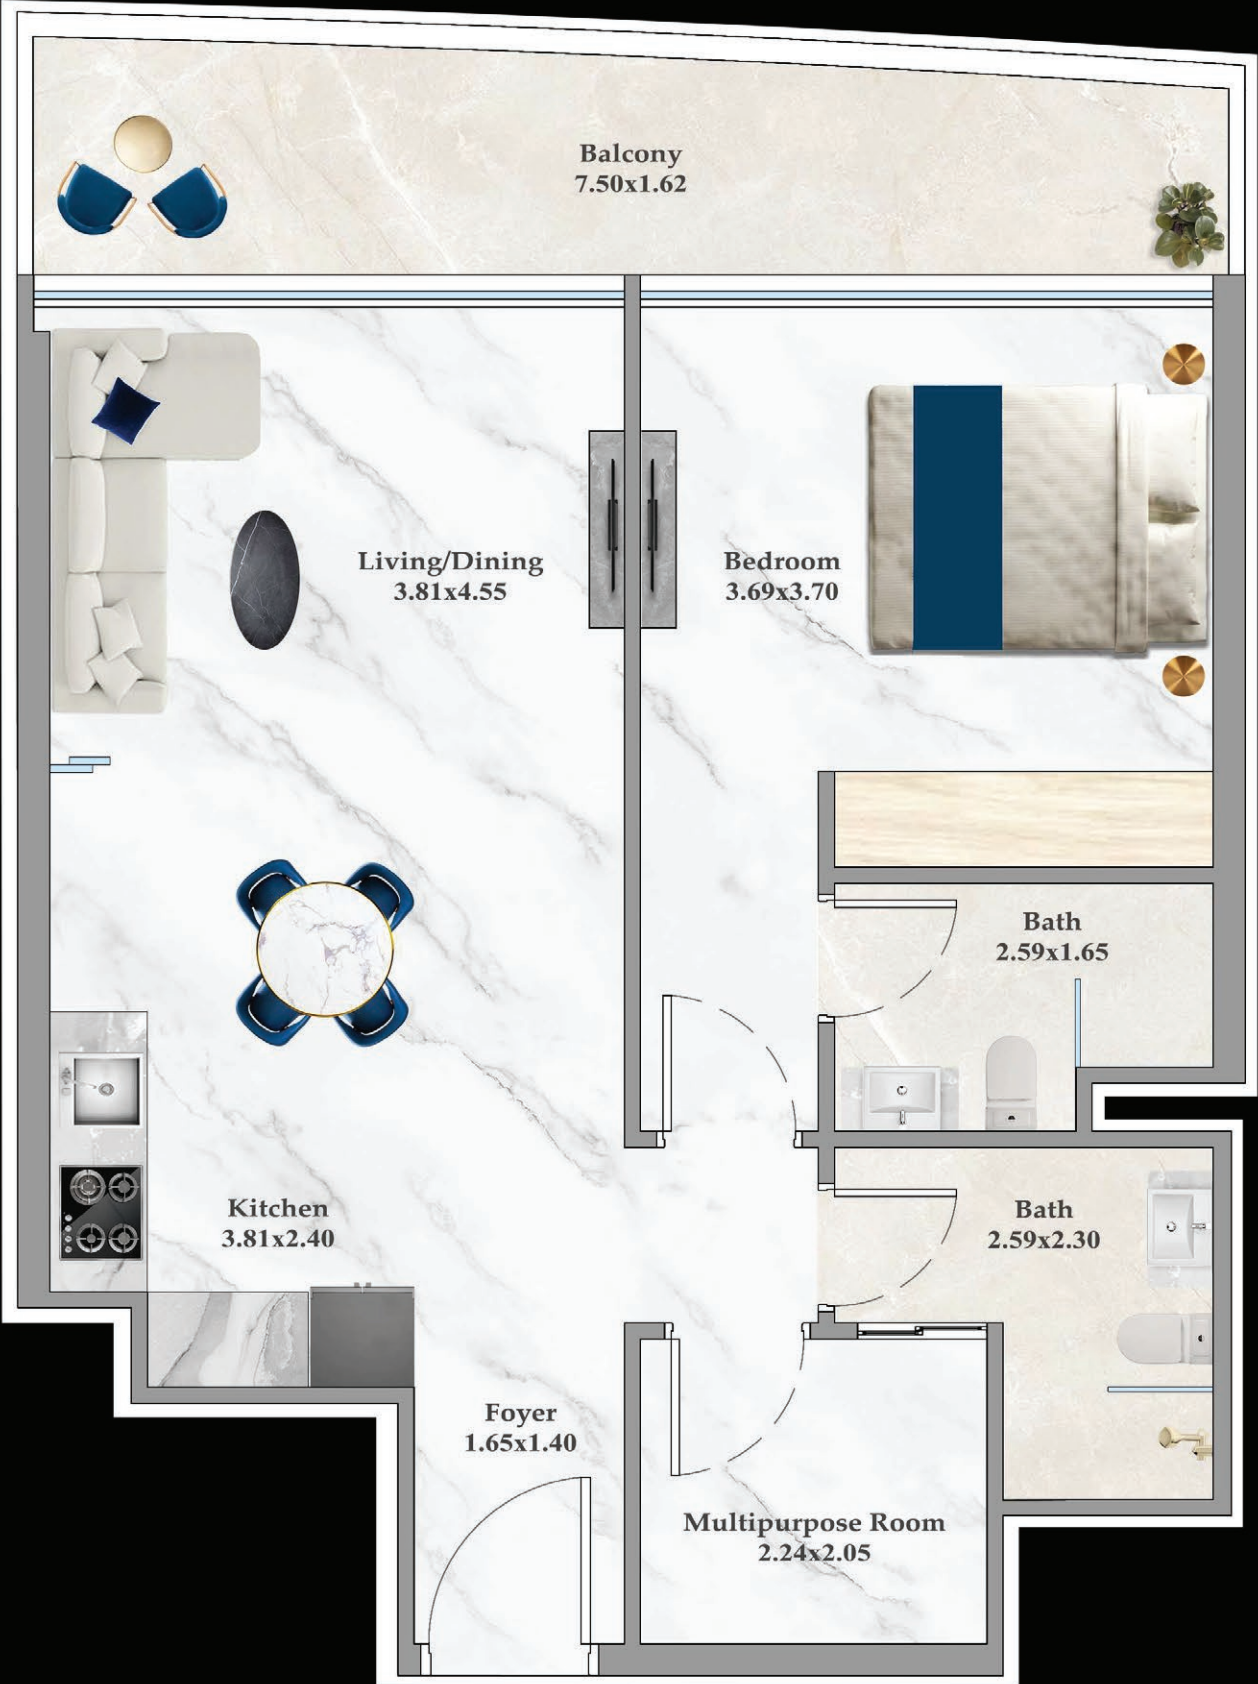 Balcony
7.50x1.62
Living/Dining
3.81x4.55
Bedroom
3.69x3.70
Bath
2.59x1.65
Kitchen
3.81x2.40
Bath
2.59x2.30
Foyer
1.65x1.40
Multipurpose Room
2.24x2.05